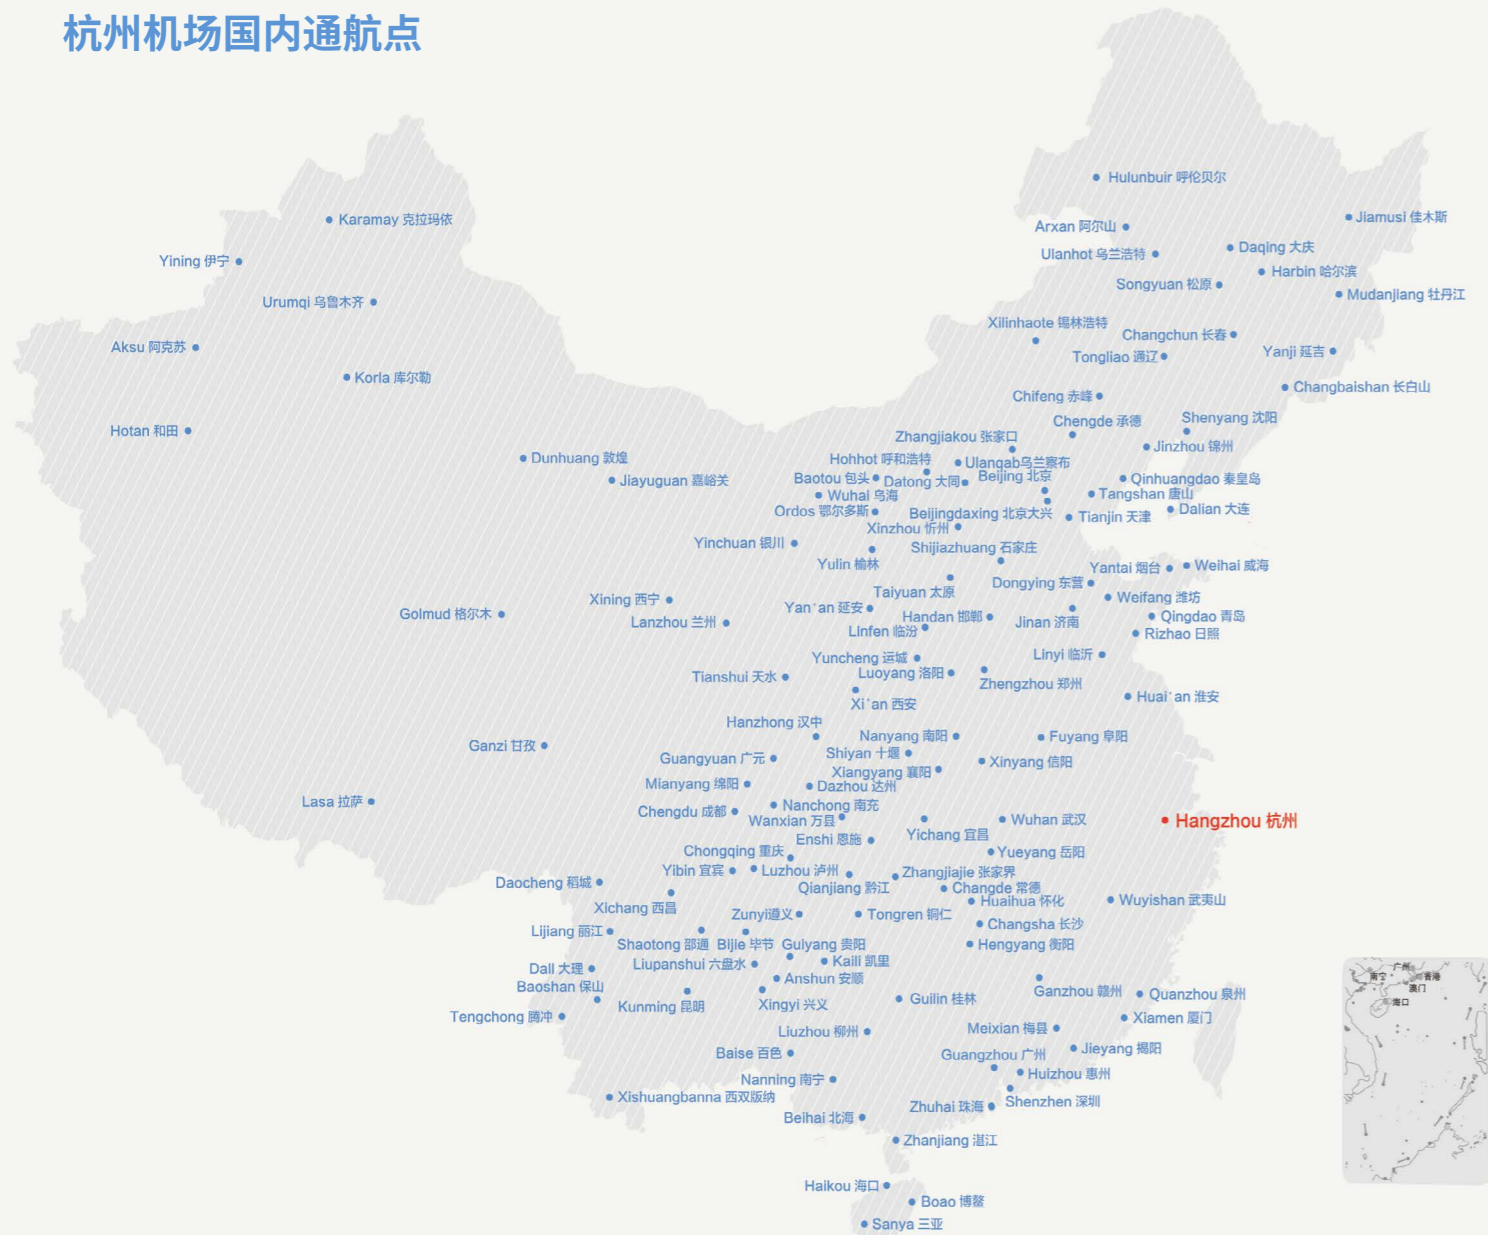 杭州机场国内通航点
Hulunbuir 呼伦贝尔
Karamay 克拉玛依
Jiamusi 佳木斯
Arxan 阿尔山
Ulanhot 乌兰浩特
Daqing 大庆
Yining 伊宁
Harbin 哈尔滨
Songyuan 松原
Mudanjiang 牡丹江
Urumqi 乌鲁木齐
Xilinhaote 锡林浩特
Changchun 长春
Aksu 阿克苏
Tongliao 通辽
Yanji 延吉
Korla 库尔勒
Changbaishan 长白山
Chifeng 赤峰
Chengde 承德
Shenyang 沈阳
Hotan 和田
Zhangjiakou 张家口
Jinzhou 锦州
Dunhuang 敦煌
Hohhot 呼和浩特
Ulanqab乌兰察布
Jiayuguan 嘉峪关
Baotou 包头
Datong 大同
Beijing 北京
Qinhuangdao 秦皇岛
Wuhai 乌海
Tangshan 唐山
Ordos 鄂尔多斯
Beijingdaxing 北京大兴
Tianjin 天津
Dalian 大连
Xinzhou 忻州
Yinchuan 银川
Shijiazhuang 石家庄
Yulin 榆林
Yantai 烟台
Weihai 威海
Taiyuan 太原
Dongying 东营
Weifang 潍坊
Xining 西宁
Yan'an 延安
Golmud 格尔木
Handan 邯郸
Jinan 济南
Qingdao 青岛
Lanzhou 兰州
Linfen 临汾
Rizhao 日照
Yuncheng 运城
Linyi 临沂
Tianshui 天水
Luoyang 洛阳
Zhengzhou 郑州
Xi'an 西安
Huai'an 淮安
Hanzhong 汉中
Nanyang 南阳
Fuyang 阜阳
Ganzi 甘孜
Guangyuan 广元
Shiyan 十堰
Xinyang 信阳
Xiangyang 襄阳
Mianyang 绵阳
Dazhou 达州
Lasa 拉萨
Chengdu 成都
Nanchong 南充
Wanxian 万县
Yichang 宜昌
Wuhan 武汉
Hangzhou 杭州
Enshi 恩施
Chongqing 重庆
Yueyang 岳阳
Yibin 宜宾
Luzhou 泸州
Zhangjiajie 张家界
Daocheng 稻城
Qianjiang 黔江
Changde 常德
Xichang 西昌
Huaihua 怀化
Wuyishan 武夷山
Zunyi遵义
Tongren 铜仁
Changsha 长沙
Lijiang 丽江
Shaotong 邵通
Bijie 毕节
Guiyang 贵阳
Hengyang 衡阳
Liupanshui 六盘水
Kaili 凯里
Dali 大理
Anshun 安顺
Baoshan 保山
Ganzhou 赣州
Quanzhou 泉州
Kunming 昆明
Xingyi 兴义
Guilin 桂林
Tengchong 腾冲
Xiamen 厦门
Liuzhou 柳州
Meixian 梅县
Baise 百色
Guangzhou 广州
Jieyang 揭阳
Nanning 南宁
Huizhou 惠州
Xishuangbanna 西双版纳
Zhuhai 珠海
Shenzhen 深圳
Beihai 北海
Zhanjiang 湛江
Haikou 海口
Boao 博鳌
Sanya 三亚
广州
南宁
香港
澳门
海口